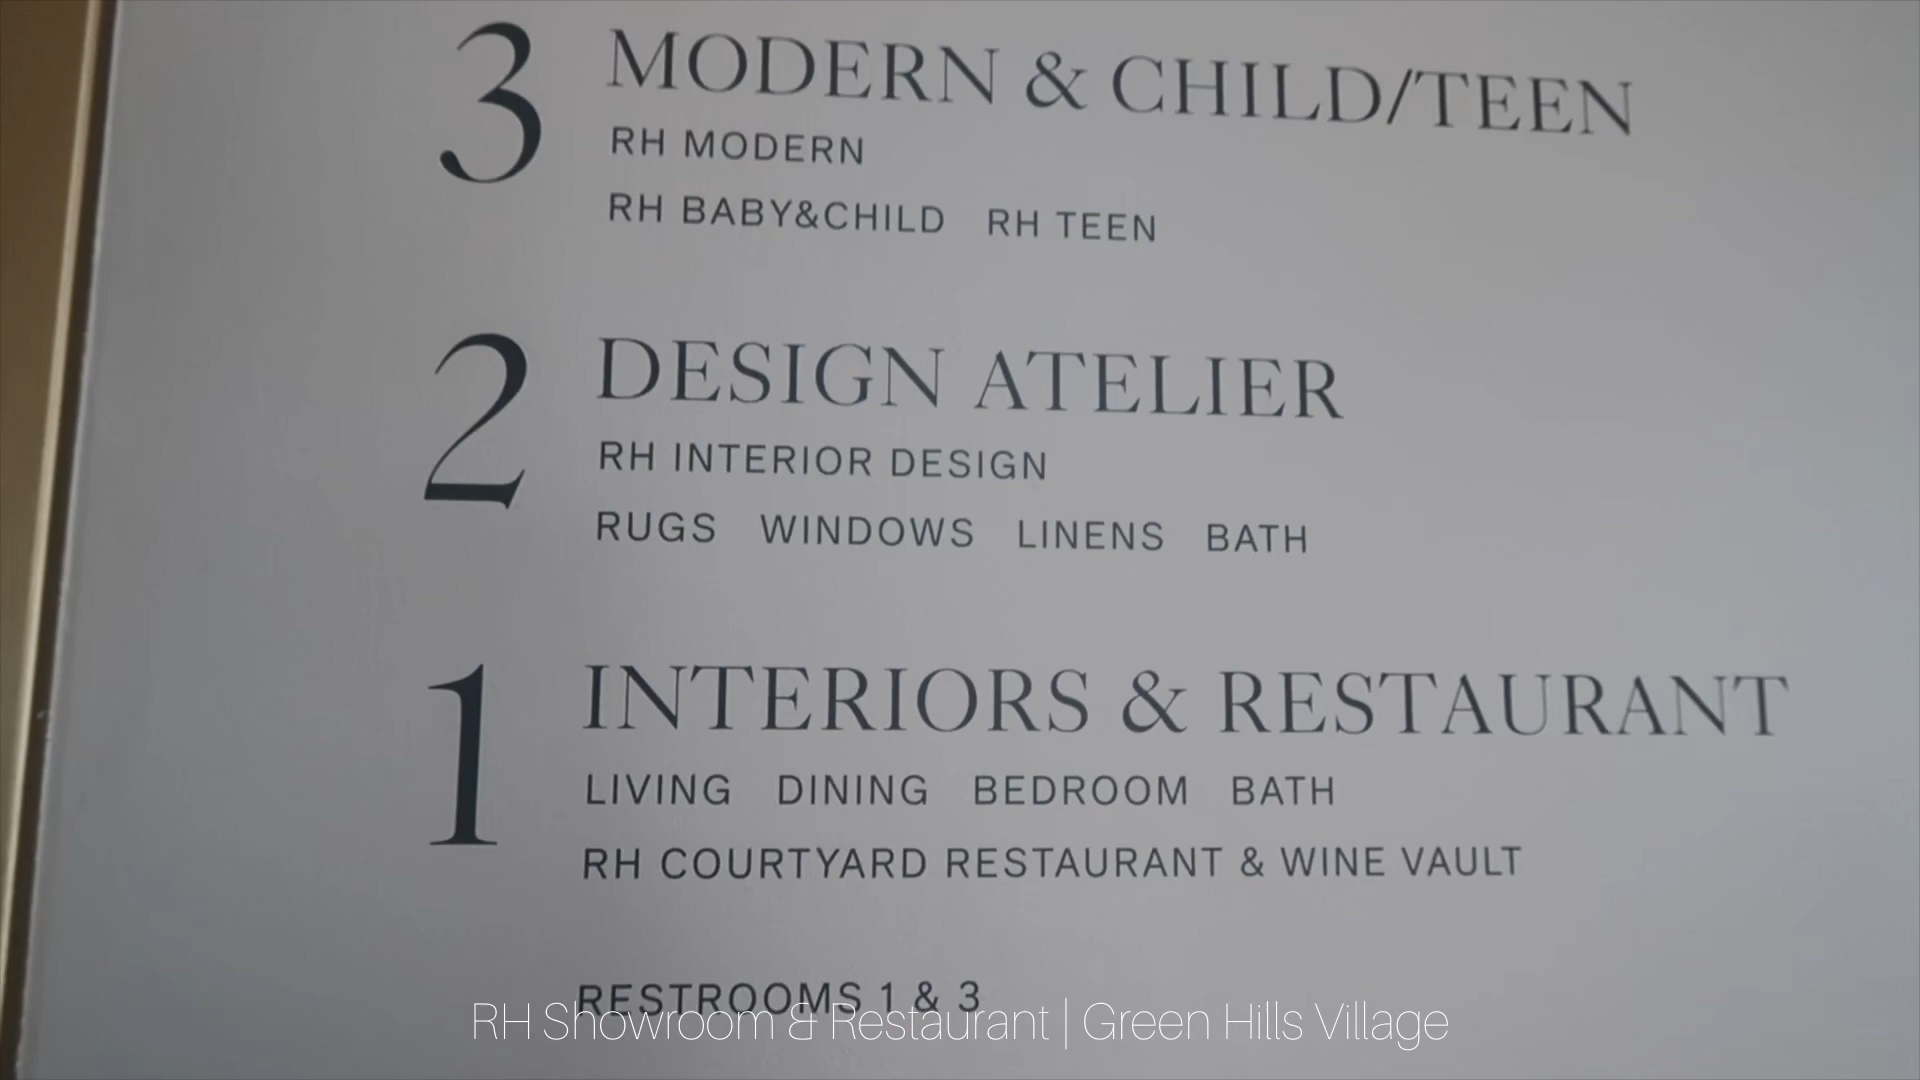 3 MODERN & CHILD/TEEN
RH MODERN
RH BABY&CHILD RH TEEN
2 DESIGN ATELIER
RH INTERIOR DESIGN
RUGS WINDOWS LINENS BATH
1 INTERIORS & RESTAURANT
LIVING DINING BEDROOM BATH
RH COURTYARD RESTAURANT & WINE VAULT
RESTROOMS 1 & 3
RH Showroom & Restaurant | Green Hills Village